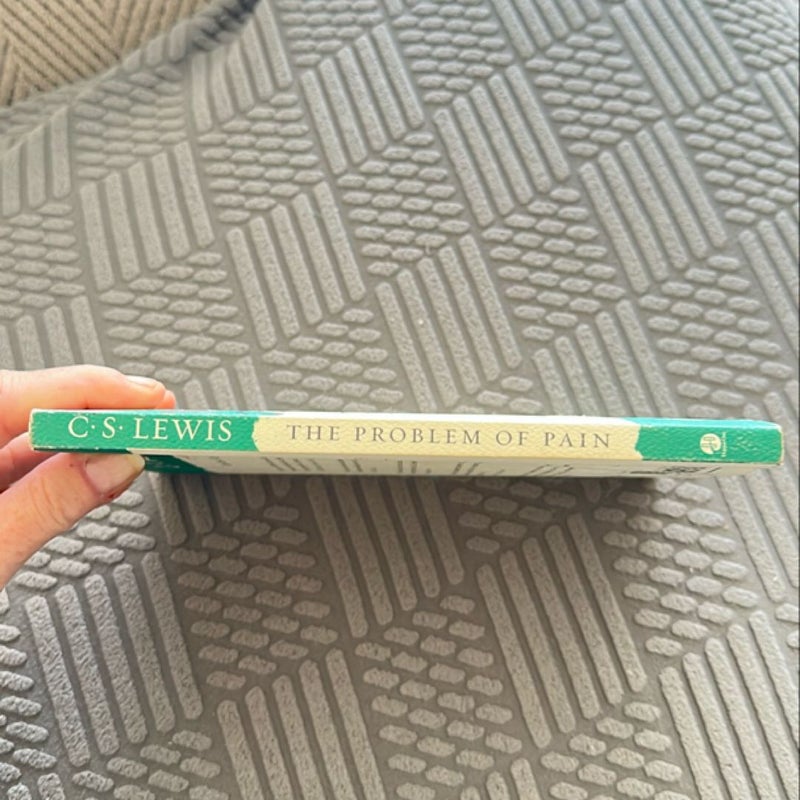 C·S·LEWIS THE PROBLEM OF PAIN